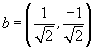 b = (1/√2, -1/√2)